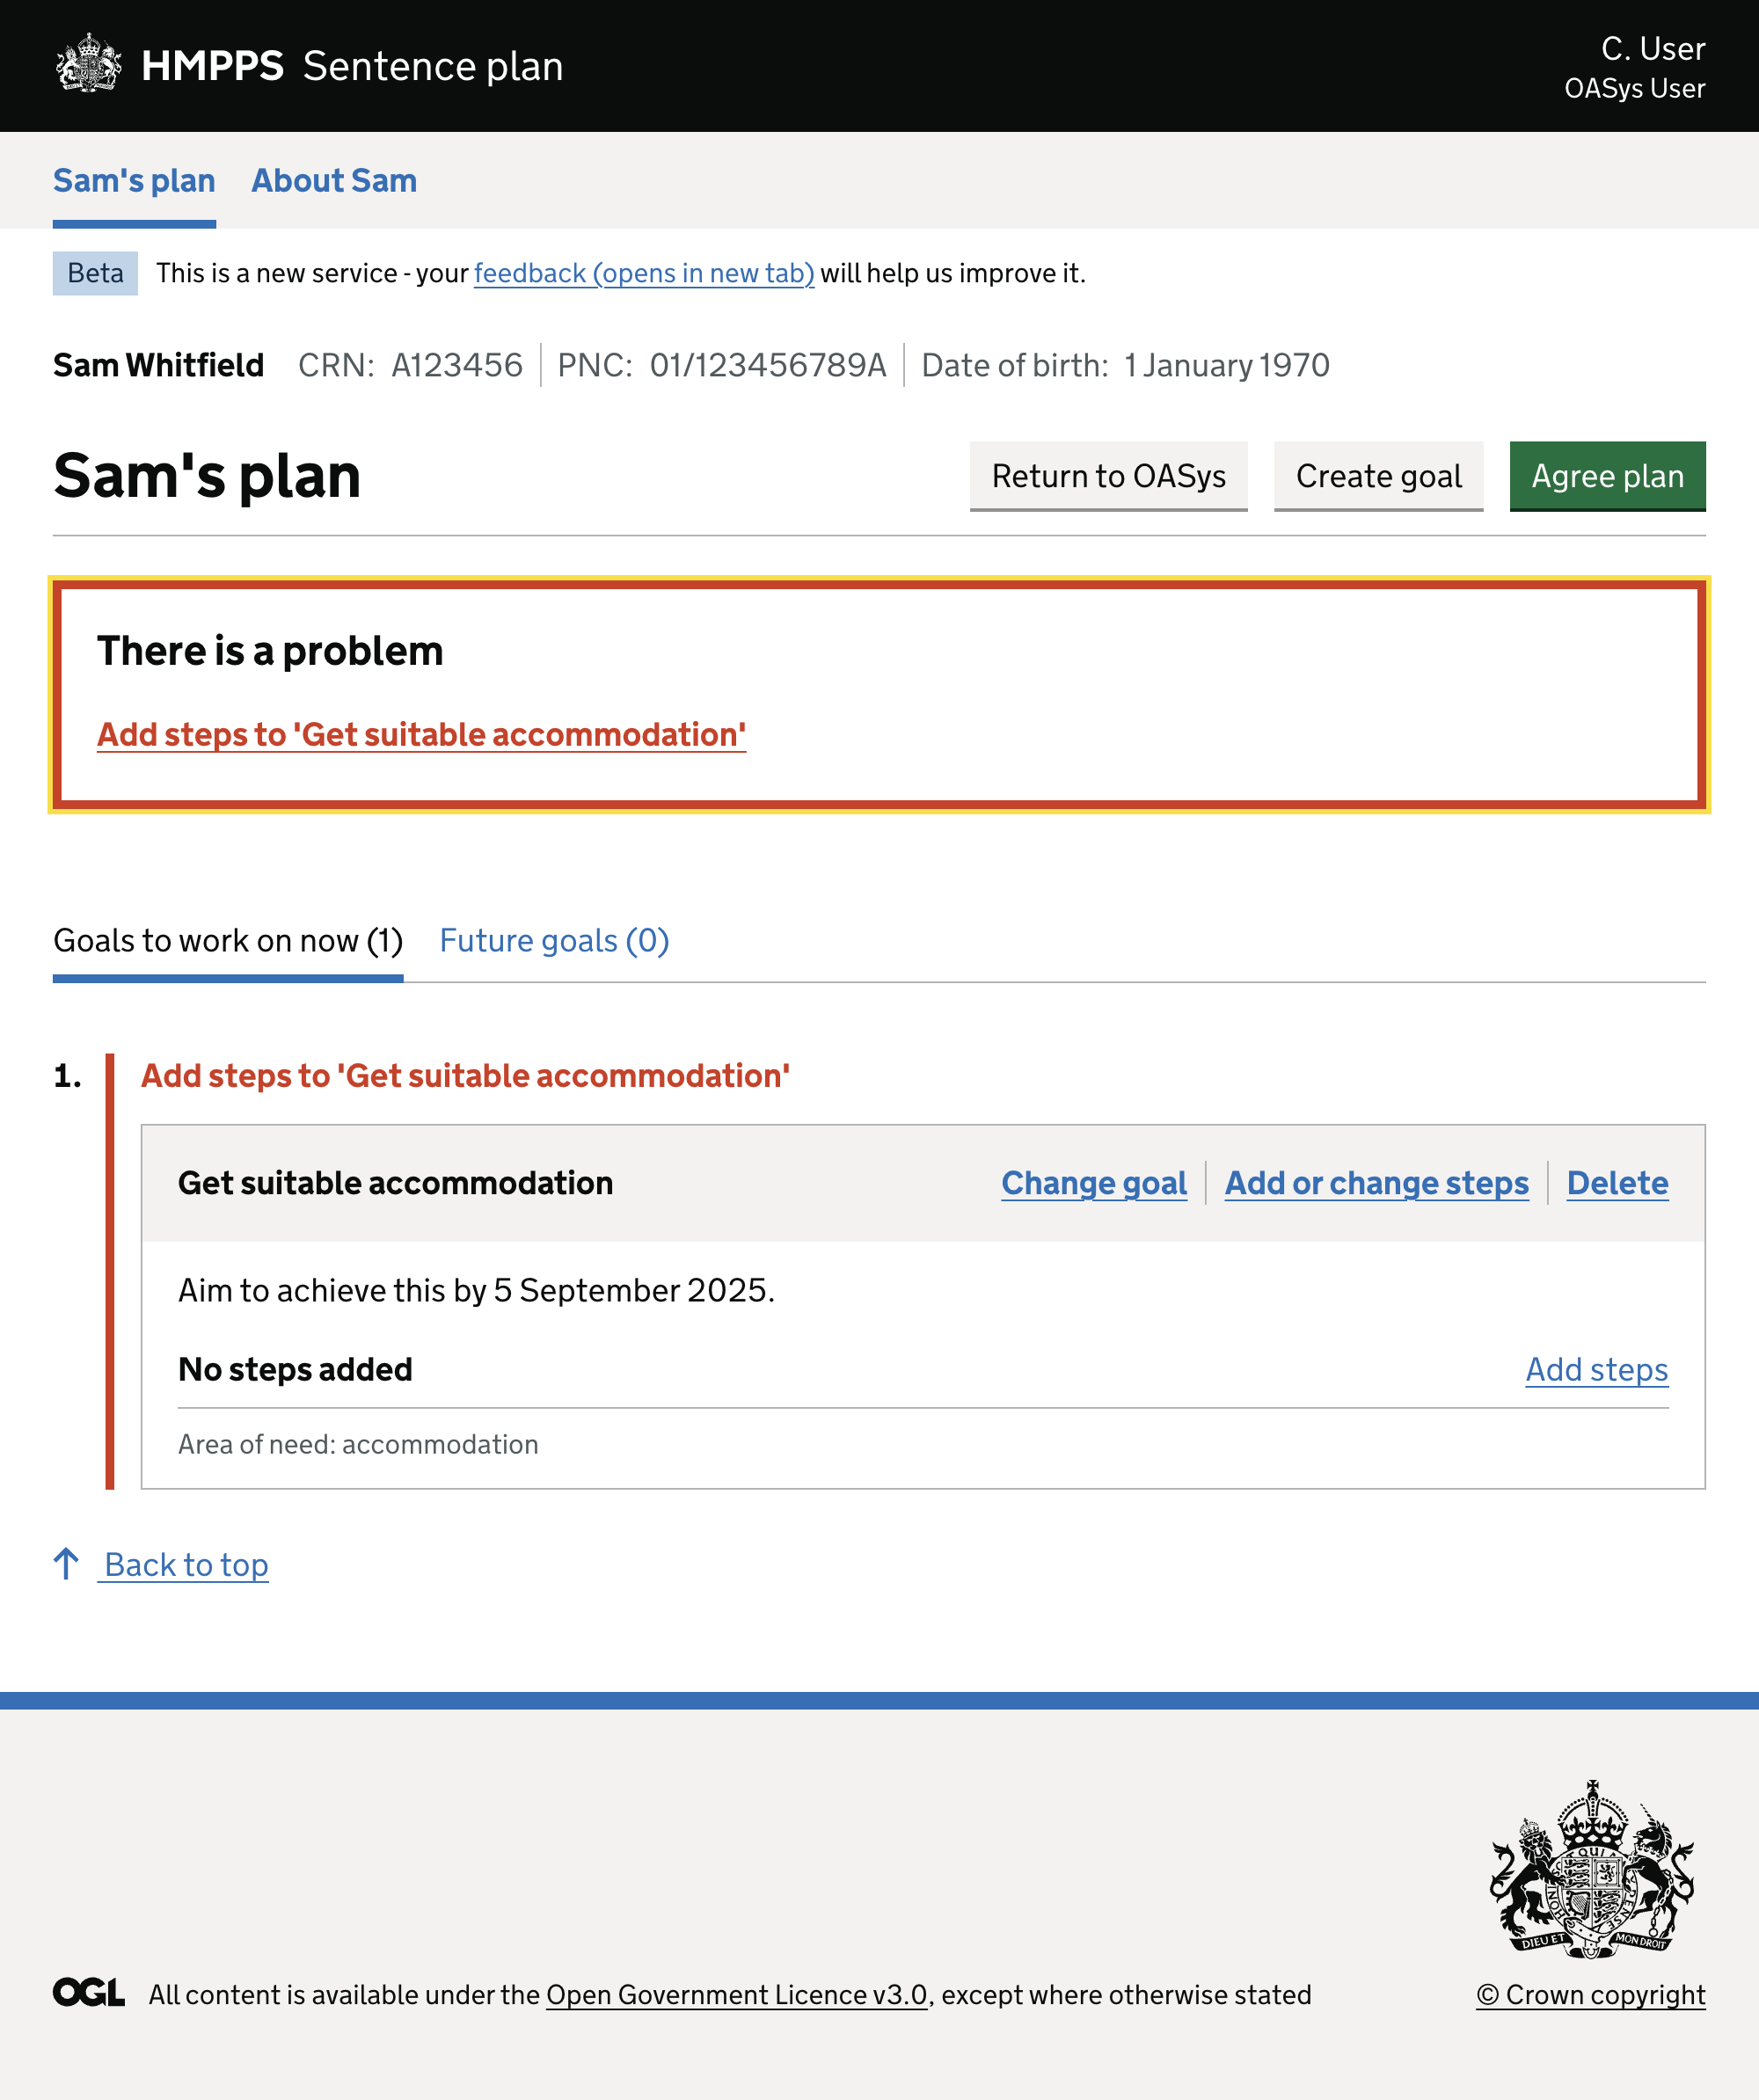 HMPPS Sentence plan
C. User
OASys User
Sam's plan About Sam
Beta This is a new service - your feedback (opens in new tab) will help us improve it.
Sam Whitfield CRN: A123456 PNC: 01/123456789A Date of birth: 1 January 1970
Sam's plan Return to OASys Create goal Agree plan
There is a problem
Add steps to 'Get suitable accommodation'
Goals to work on now (1) Future goals (0)
1. Add steps to 'Get suitable accommodation'
Get suitable accommodation Change goal Add or change steps Delete
Aim to achieve this by 5 September 2025.
No steps added Add steps
Area of need: accommodation
Back to top
DIEU ET MON DROIT
OGL All content is available under the Open Government Licence v3.0, except where otherwise stated © Crown copyright